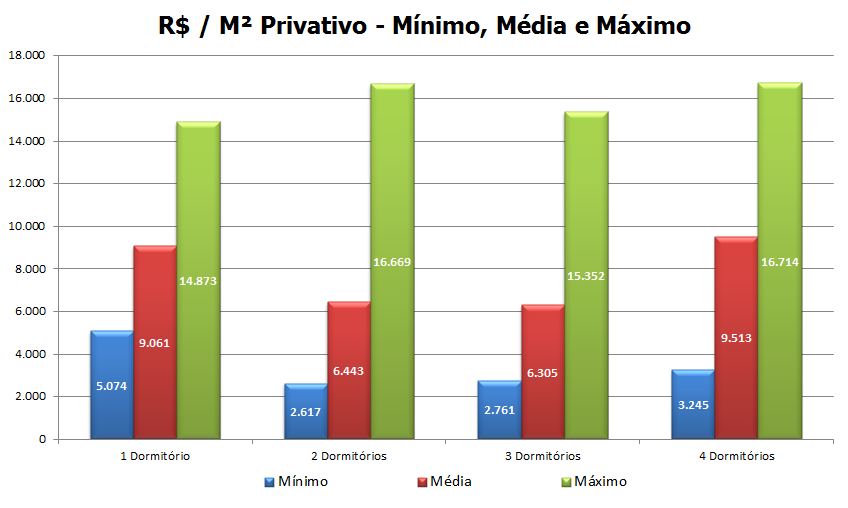 R$ / M² Privativo - Mínimo, Média e Máximo
18.000
16.000
14.000
12.000
10.000
8.000
6.000
4.000
2.000
0
5.074
9.061
14.873
2.617
6.443
16.669
2.761
6.305
15.352
3.245
9.513
16.714
1 Dormitório
2 Dormitórios
3 Dormitórios
4 Dormitórios
Mínimo
Média
Máximo